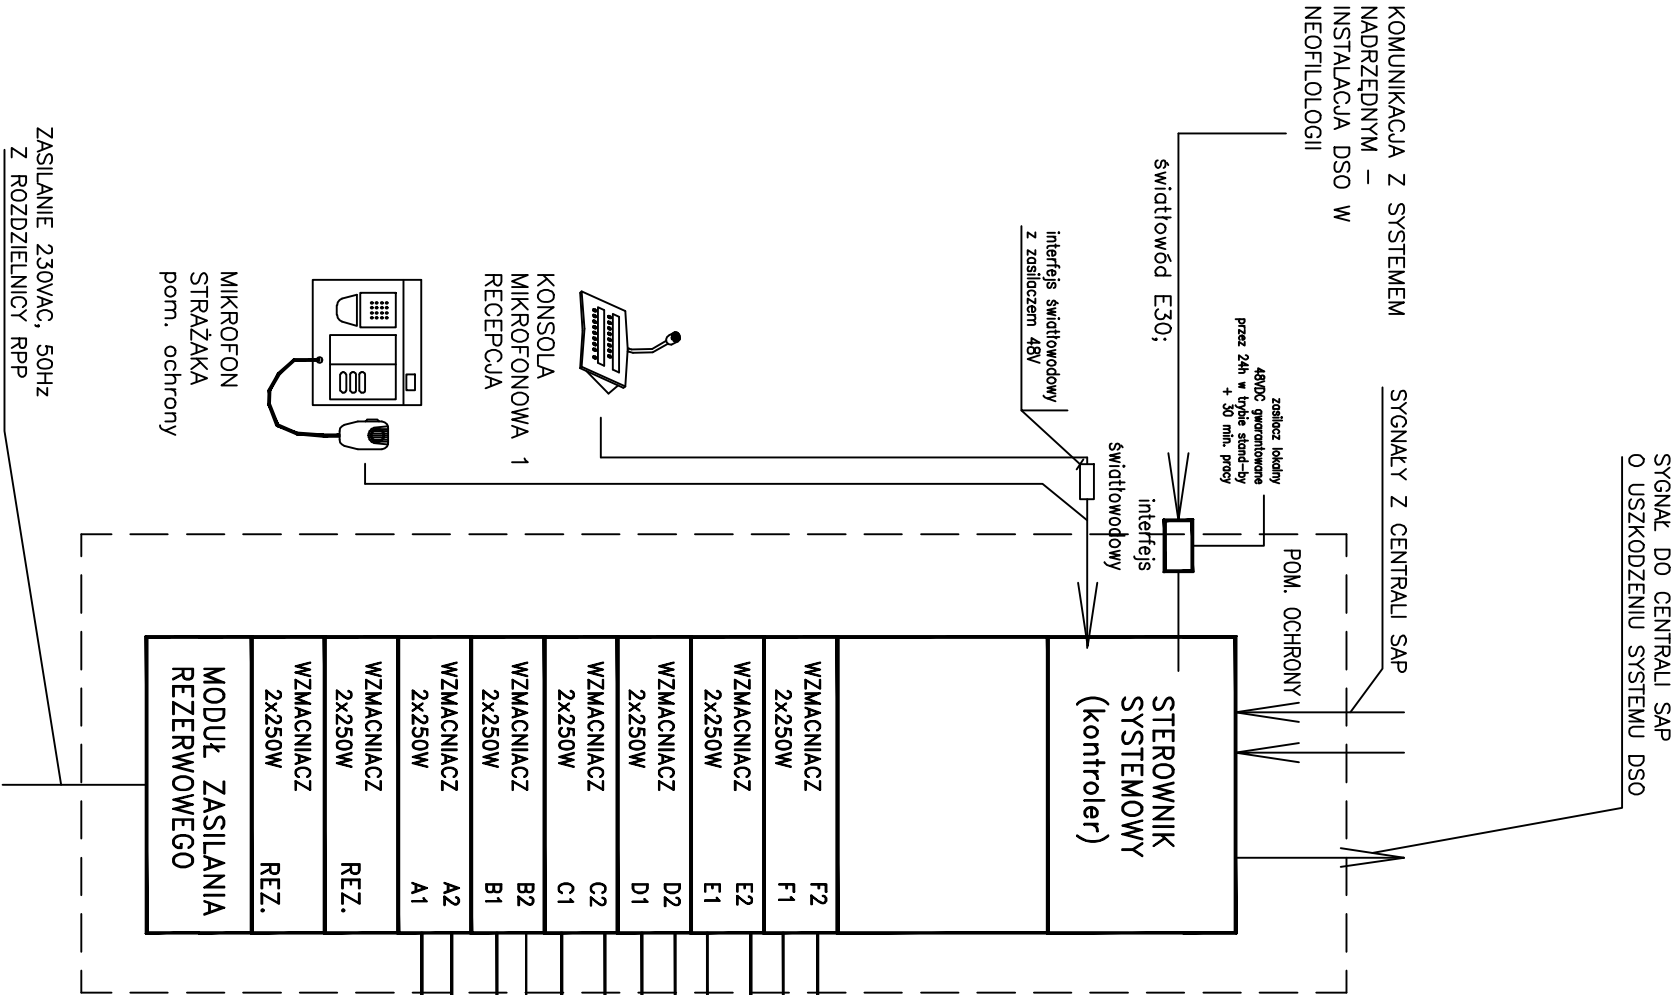 SYGNAŁ DO CENTRALI SAP
O USZKODZENIU SYSTEMU DSO
KOMUNIKACJA Z SYSTEMEM
NADRZĘDNYM –
INSTALACJA DSO W
NEOFILOLOGII
SYGNAŁY Z CENTRALI SAP
zasilacz lokalny
48VDC gwarantowane
przez 24h w trybie stand–by
+ 30 min. pracy
POM. OCHRONY
światłowód E30;
interfejs
światłowodowy
interfejs światłowodowy
z zasilaczem 48V
STEROWNIK
SYSTEMOWY
(kontroler)
WZMACNIACZ F2
2x250W F1
WZMACNIACZ E2
2x250W E1
WZMACNIACZ D2
2x250W D1
WZMACNIACZ C2
2x250W C1
WZMACNIACZ B2
2x250W B1
WZMACNIACZ A2
2x250W A1
WZMACNIACZ
2x250W REZ.
WZMACNIACZ
2x250W REZ.
MODUŁ ZASILANIA
REZERWOWEGO
KONSOLA
MIKROFONOWA 1
RECEPCJA
MIKROFON
STRAŻAKA
pom. ochrony
ZASILANIE 230VAC, 50Hz
Z ROZDZIELNICY RPP